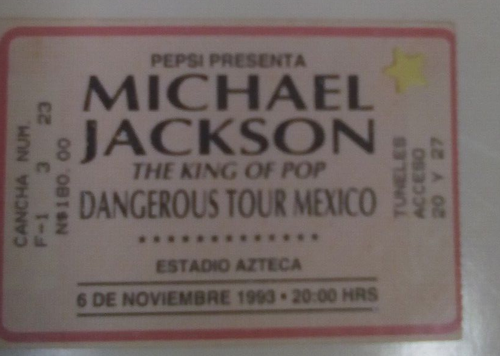 PEPSI PRESENTA
MICHAEL
JACKSON
THE KING OF POP
DANGEROUS TOUR MEXICO
ESTADIO AZTECA
6 DE NOVIEMBRE 1993 • 20:00 HRS
CANCHA NUM.
F-1 3 23
N$180.00
TUNELES
ACCESO
20 Y 27